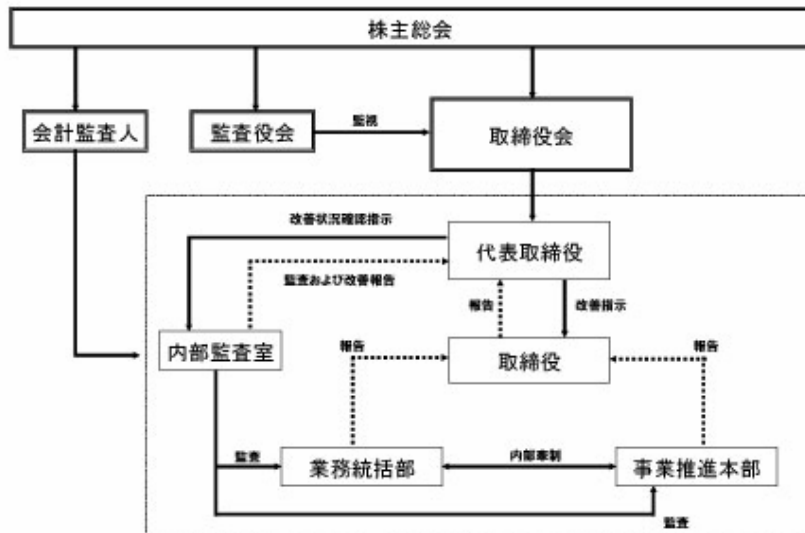 株主総会
会計監査人
監査役会
監視
取締役会
改善状況確認指示
代表取締役
監査および改善報告
報告
改善指示
内部監査室
報告
取締役
報告
監査
業務統括部
内部牽制
事業推進本部
監査